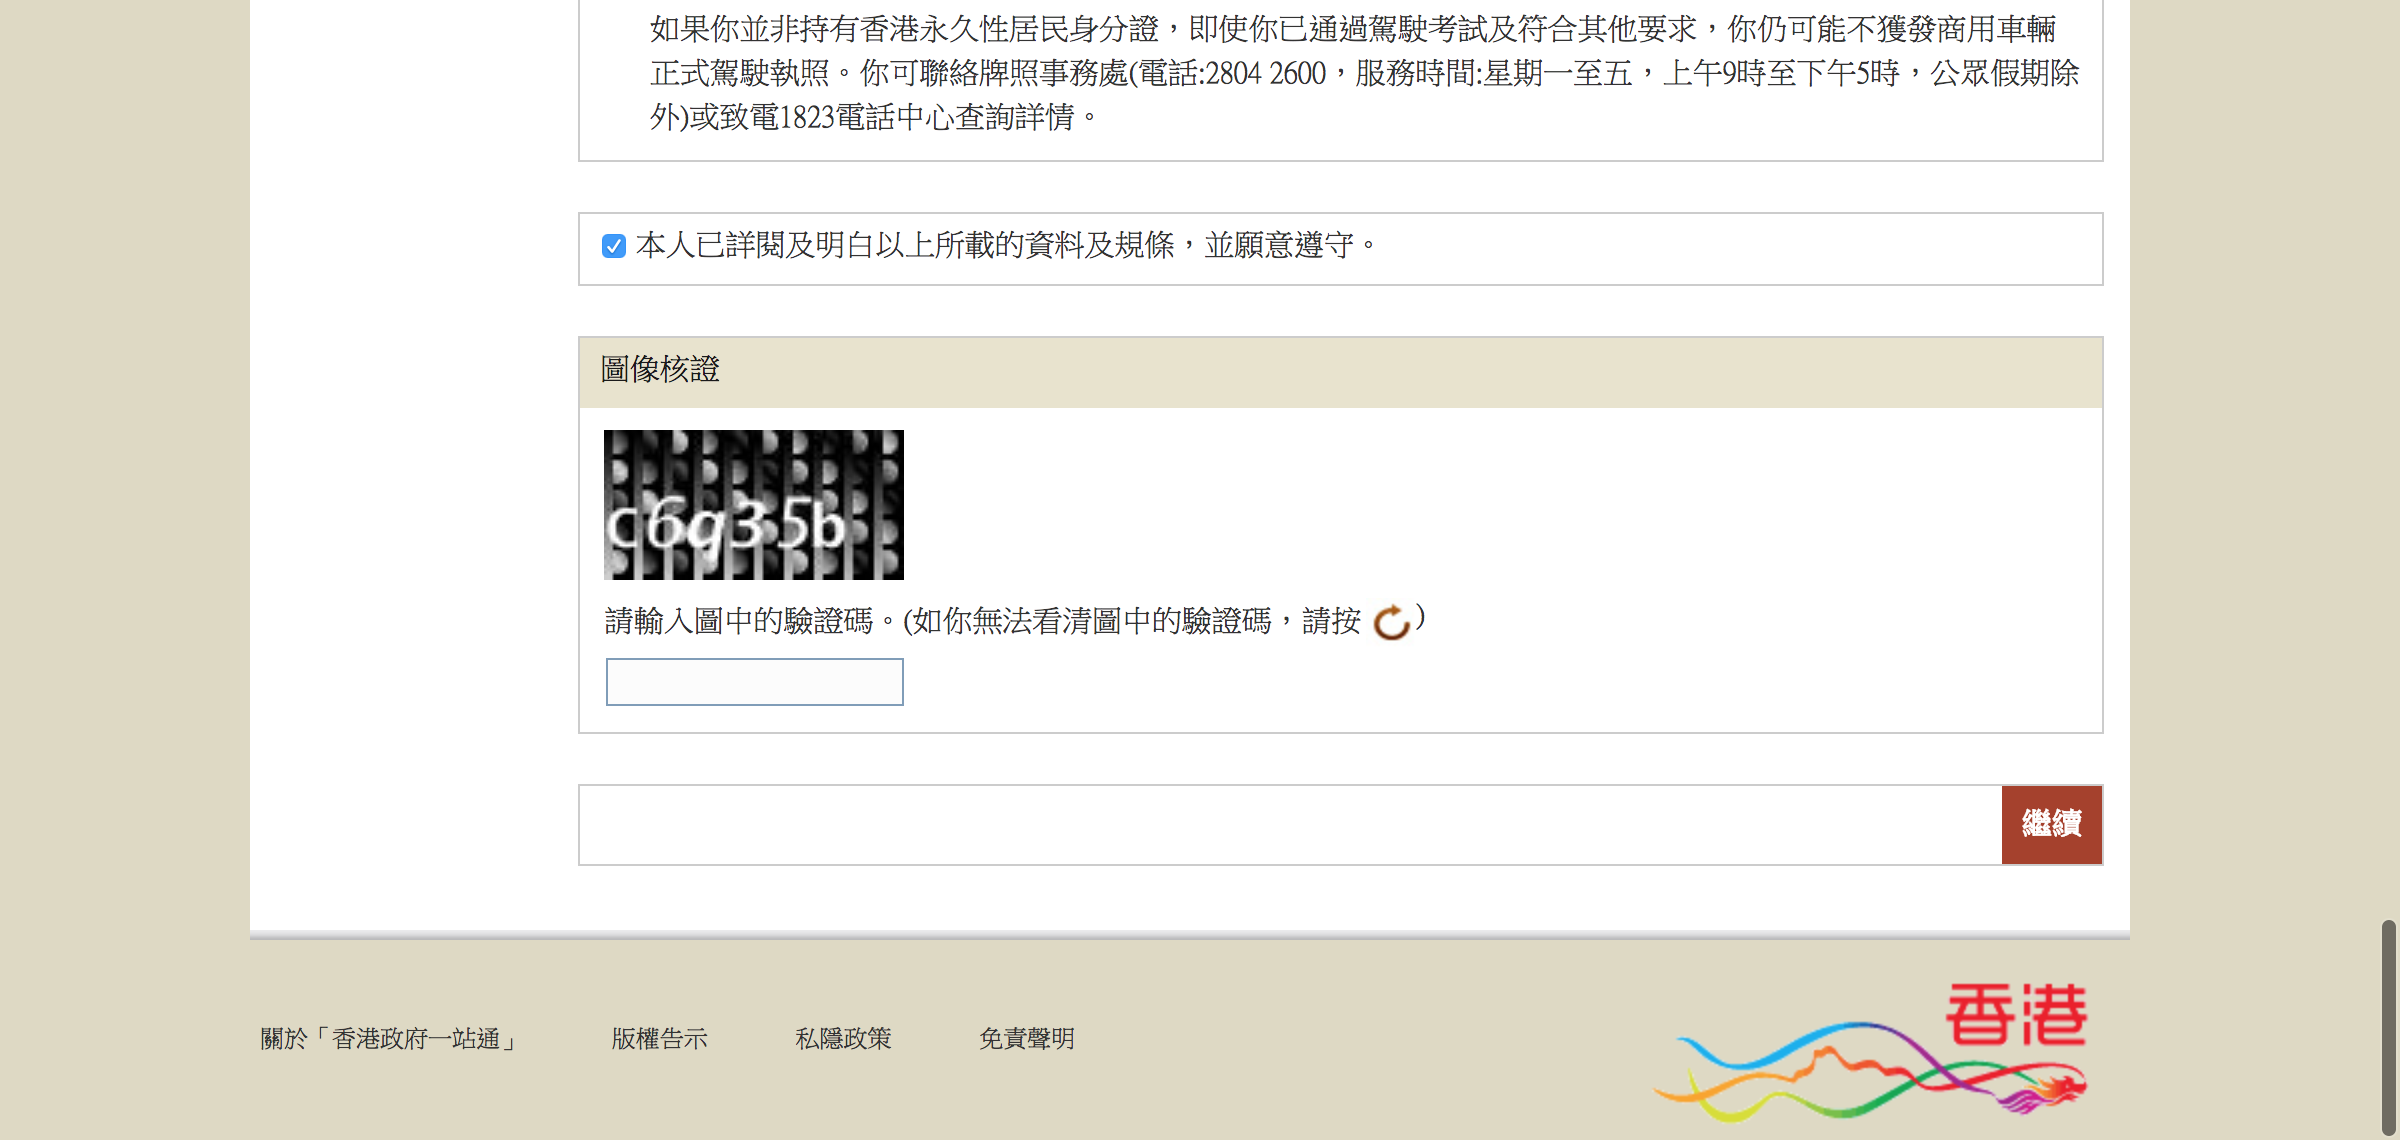 如果你並非持有香港永久性居民身分證，即使你已通過駕駛考試及符合其他要求，你仍可能不獲發商用車輛
正式駕駛執照。你可聯絡牌照事務處(電話:2804 2600，服務時間:星期一至五，上午9時至下午5時，公眾假期除
外)或致電1823電話中心查詢詳情。
本人已詳閱及明白以上所載的資料及規條，並願意遵守。
圖像核證
c6q35b
請輸入圖中的驗證碼。(如你無法看清圖中的驗證碼，請按 )
繼續
香港
關於「香港政府一站通」 版權告示 私隱政策 免責聲明